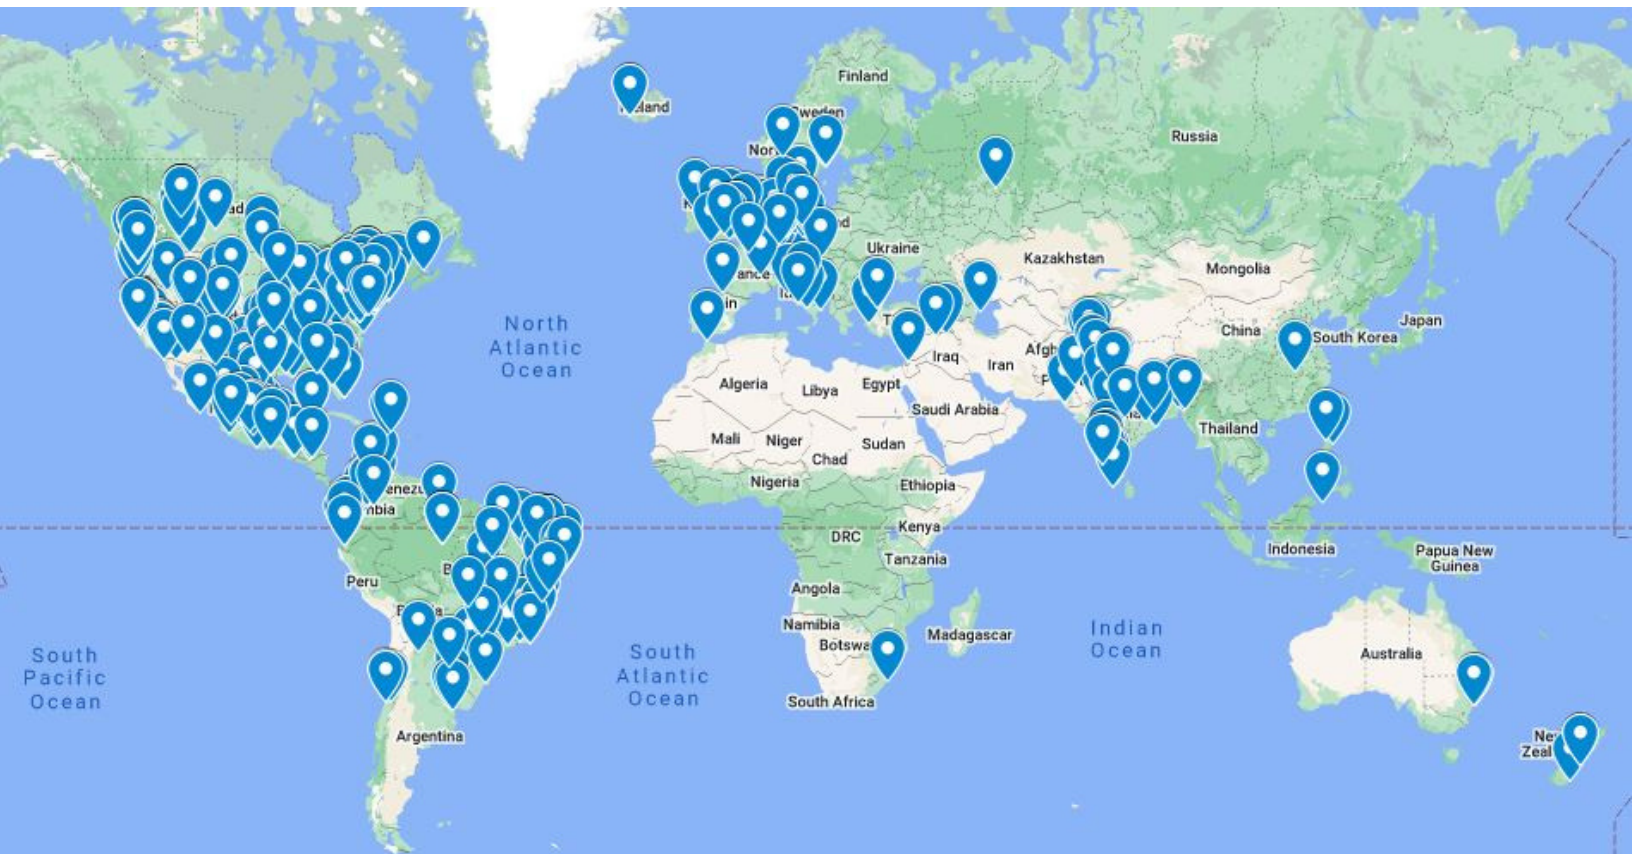 Finland
Russia
Ukraine
Kazakhstan
Mongolia
North
Atlantic
Ocean
China
South Korea
Japan
Iraq
Iran
Algeria
Libya
Egypt
Saudi Arabia
Mali
Niger
Sudan
Chad
Thailand
Nigeria
Ethiopia
DRC
Kenya
Tanzania
Indonesia
Papua New
Guinea
Peru
Angola
Namibia
Madagascar
Indian
Ocean
South
Pacific
Ocean
South
Atlantic
Ocean
Australia
South Africa
Argentina